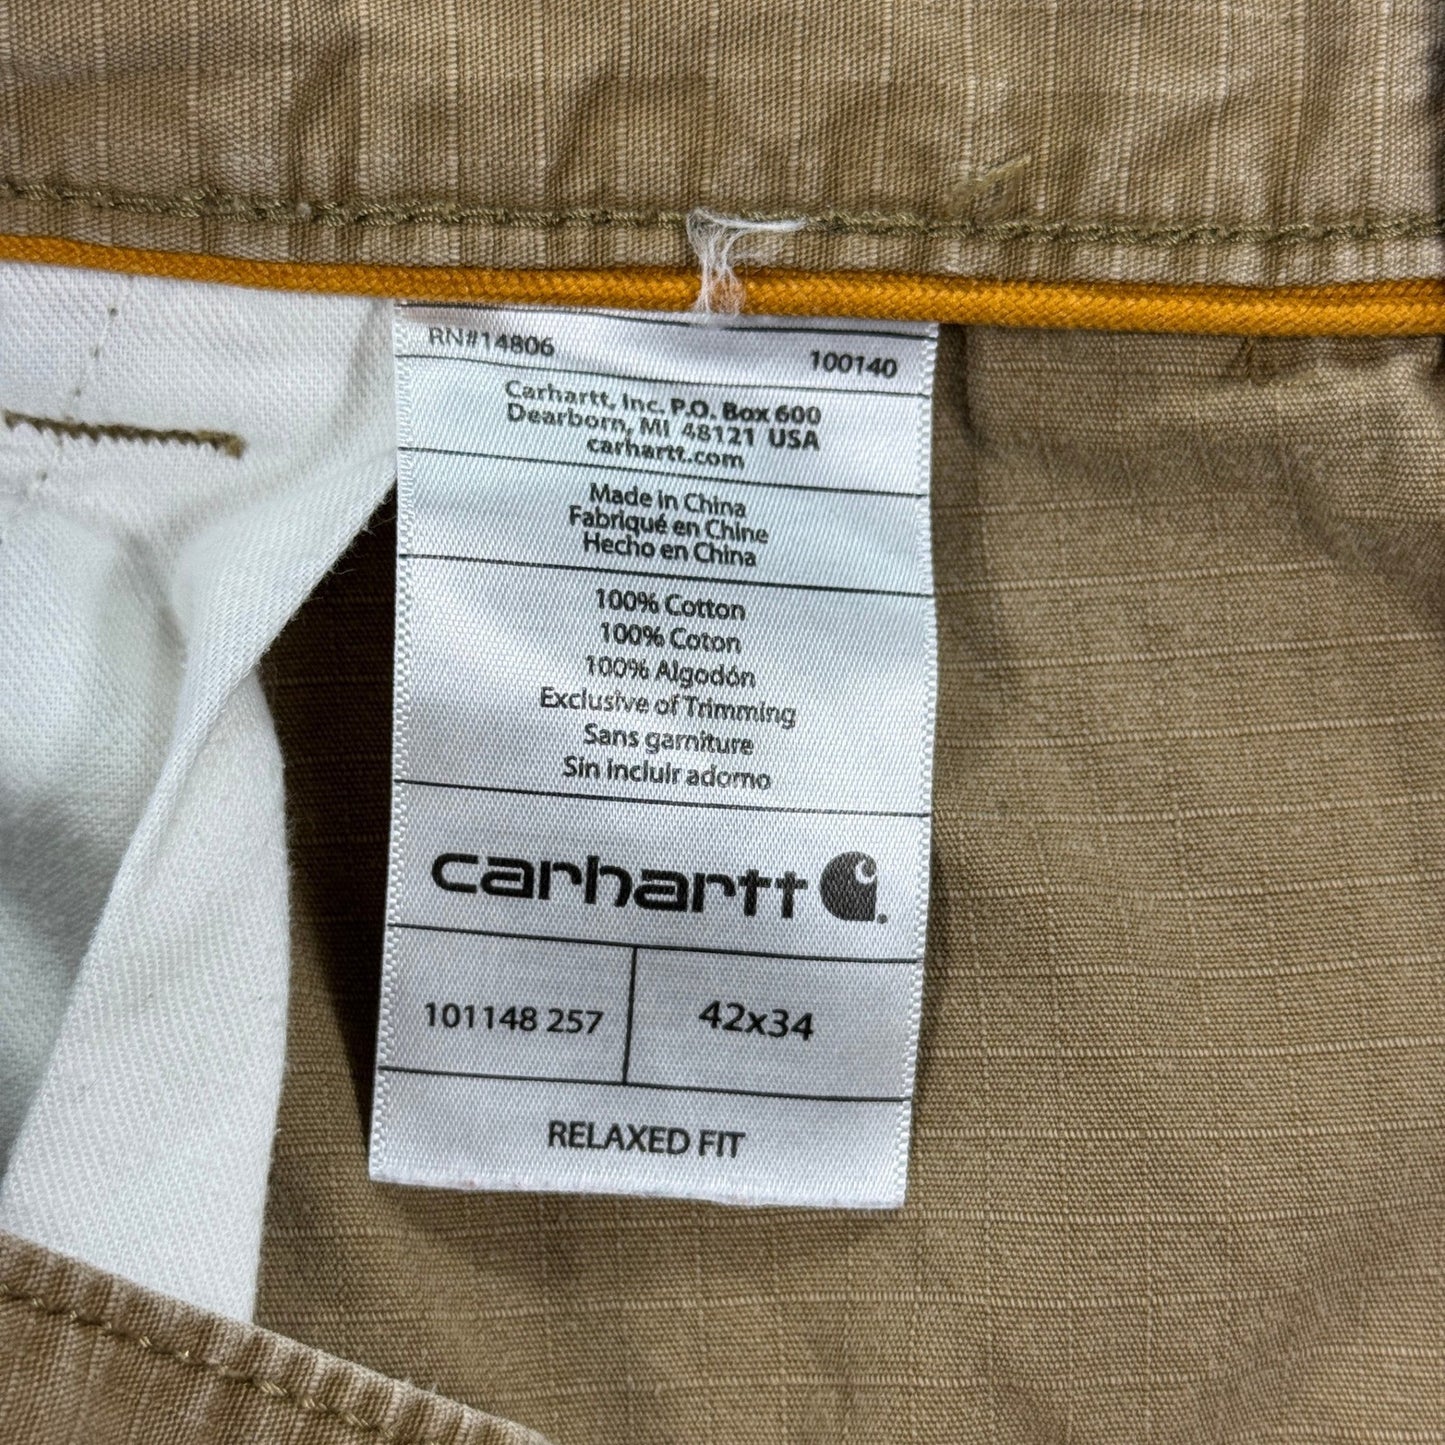 RN#14806 100140
Carhartt, Inc. P.O. Box 600
Dearborn, MI 48121 USA
carhartt.com
Made in China
Fabriqué en Chine
Hecho en China
100% Cotton
100% Coton
100% Algodón
Exclusive of Trimming
Sans garniture
Sin incluir adorno
carhartt
101148 257 42x34
RELAXED FIT